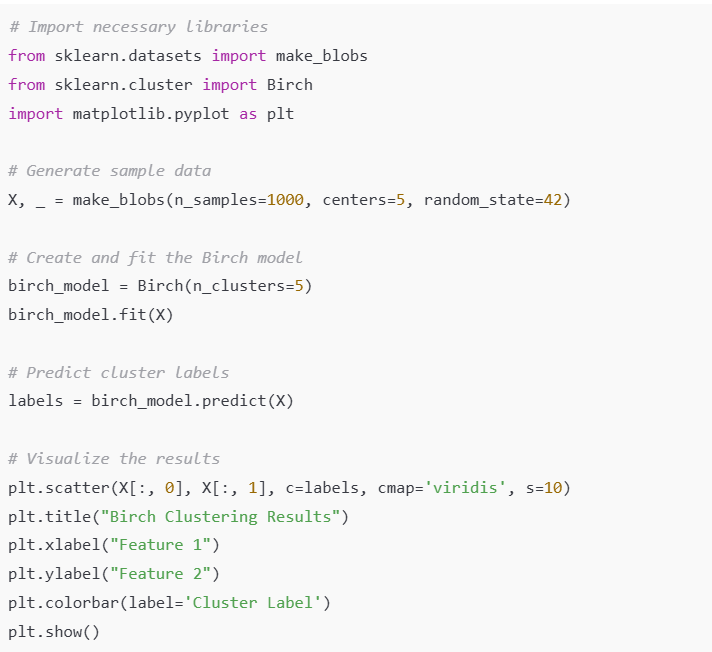 # Import necessary libraries
from sklearn.datasets import make_blobs
from sklearn.cluster import Birch
import matplotlib.pyplot as plt

# Generate sample data
X, _ = make_blobs(n_samples=1000, centers=5, random_state=42)

# Create and fit the Birch model
birch_model = Birch(n_clusters=5)
birch_model.fit(X)

# Predict cluster labels
labels = birch_model.predict(X)

# Visualize the results
plt.scatter(X[:, 0], X[:, 1], c=labels, cmap='viridis', s=10)
plt.title("Birch Clustering Results")
plt.xlabel("Feature 1")
plt.ylabel("Feature 2")
plt.colorbar(label='Cluster Label')
plt.show()